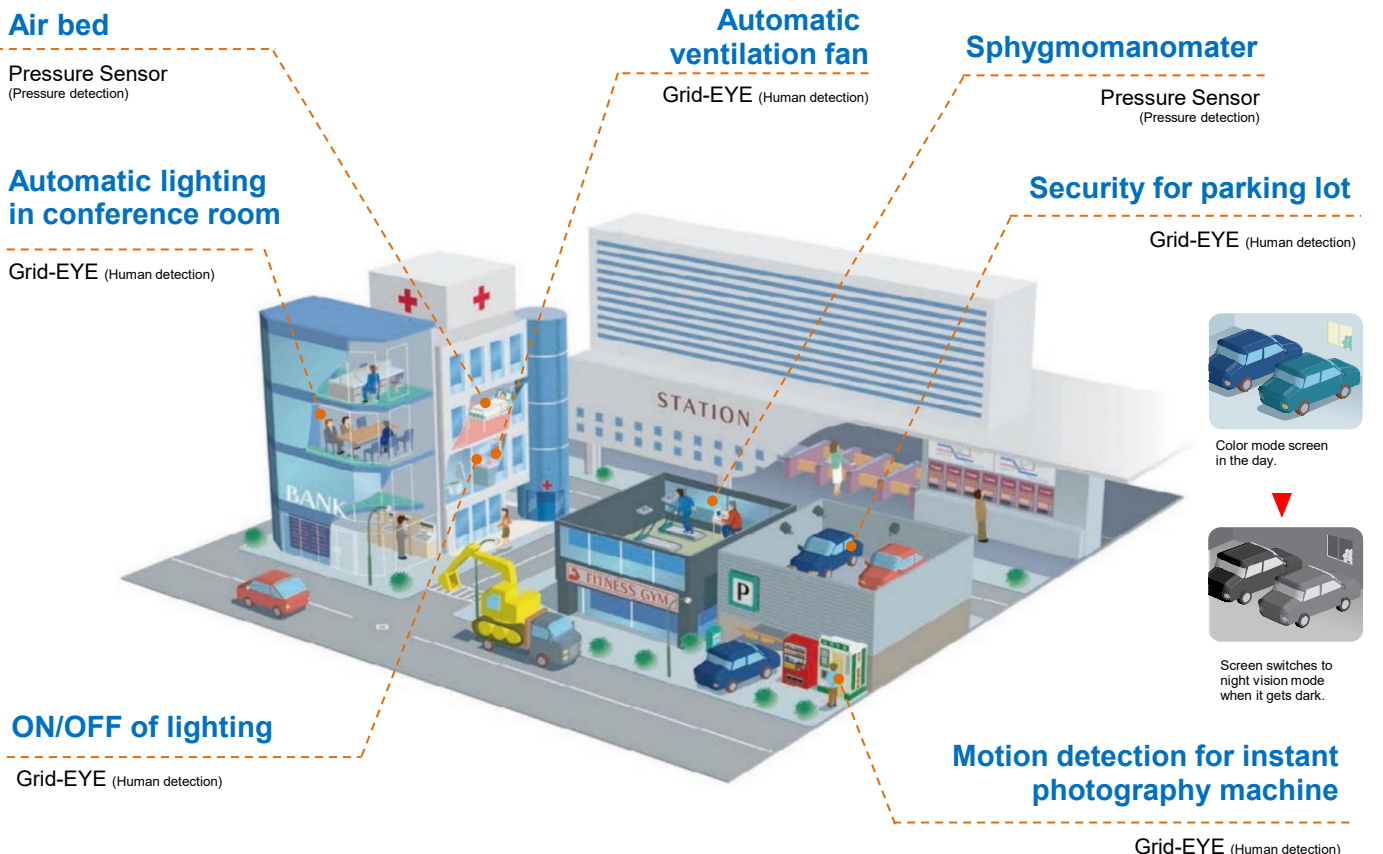 Air bed
Pressure Sensor
(Pressure detection)
Automatic
ventilation fan
Grid-EYE (Human detection)
Sphygmomanomater
Pressure Sensor
(Pressure detection)
Automatic lighting
in conference room
Grid-EYE (Human detection)
Security for parking lot
Grid-EYE (Human detection)
STATION
BANK
FITNESS GYM
P
Color mode screen
in the day.
Screen switches to
night vision mode
when it gets dark.
ON/OFF of lighting
Grid-EYE (Human detection)
Motion detection for instant
photography machine
Grid-EYE (Human detection)